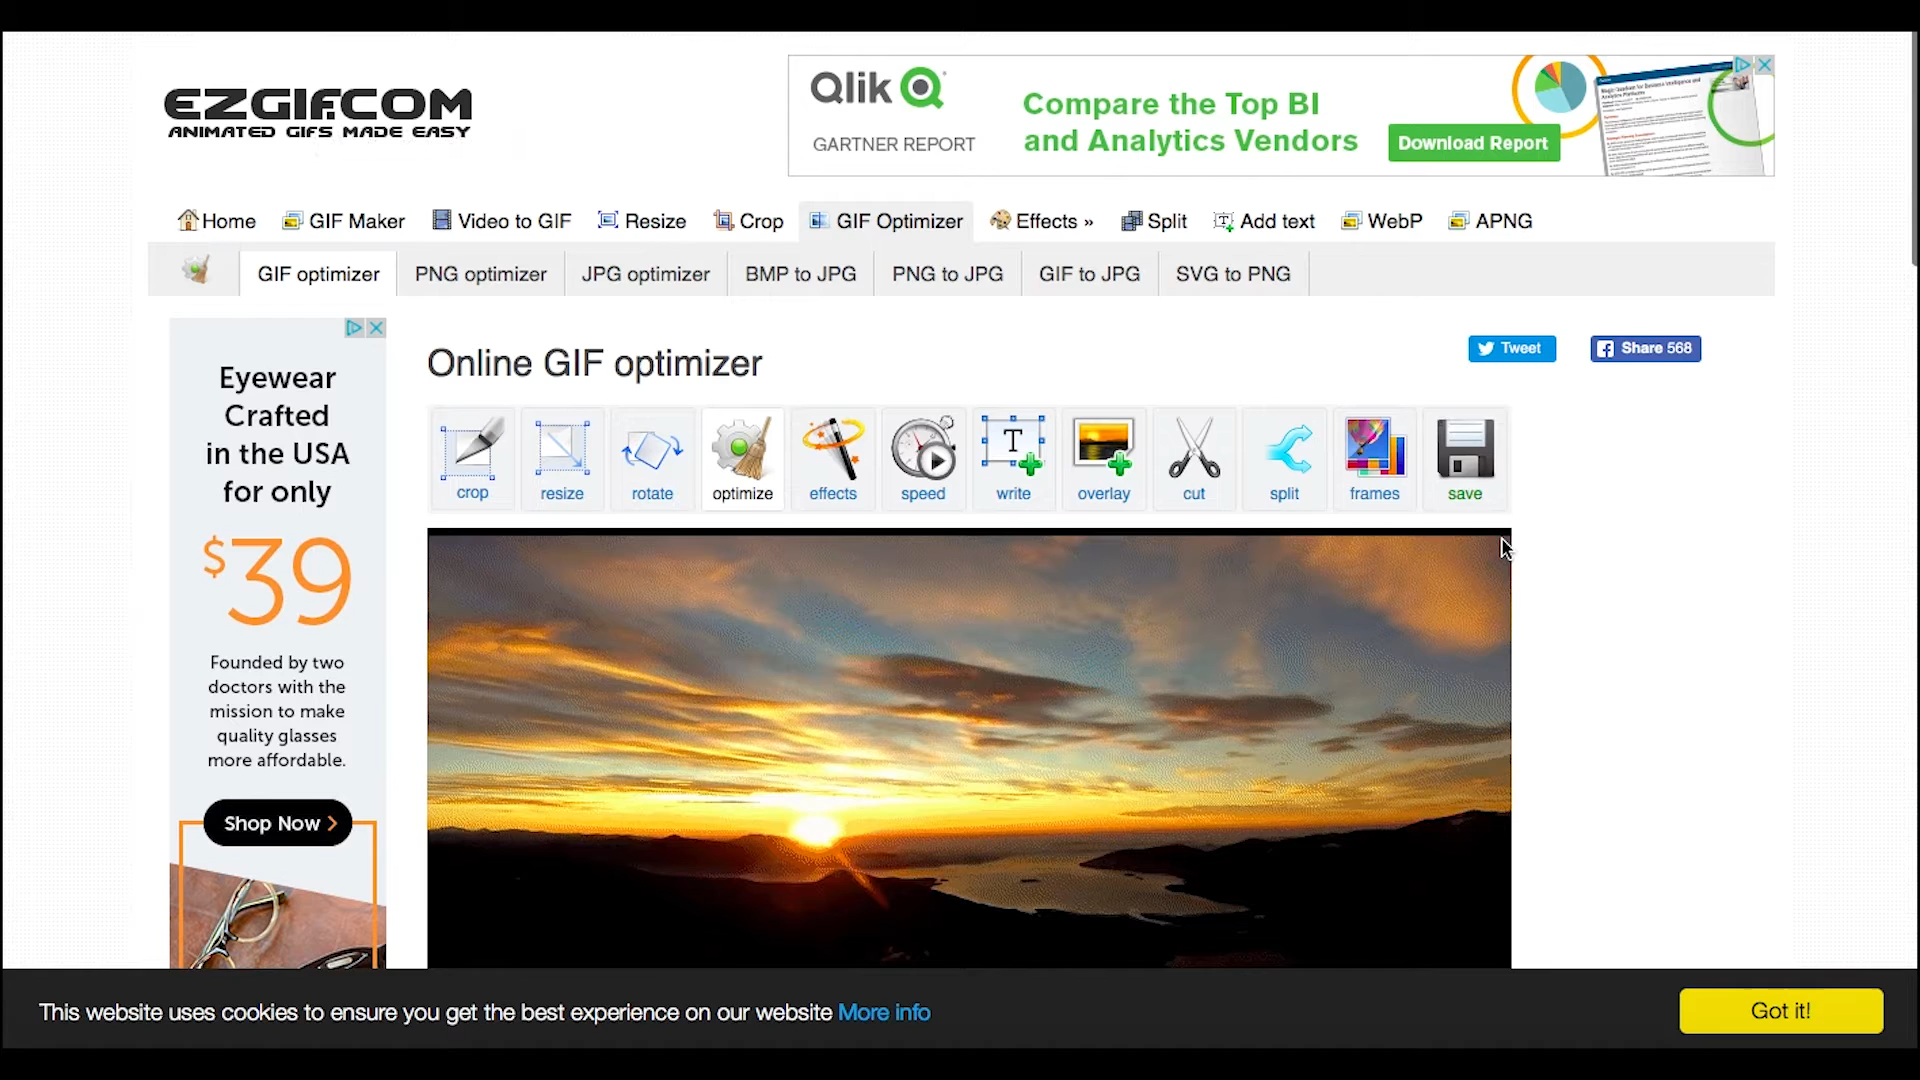 EZGIF.COM
ANIMATED GIFS MADE EASY
Qlik Q
GARTNER REPORT
Compare the Top BI
and Analytics Vendors
Download Report
Home GIF Maker Video to GIF Resize Crop GIF Optimizer Effects » Split Add text WebP APNG
GIF optimizer PNG optimizer JPG optimizer BMP to JPG PNG to JPG GIF to JPG SVG to PNG
Eyewear
Crafted
in the USA
for only
$39
Founded by two
doctors with the
mission to make
quality glasses
more affordable.
Shop Now >
Online GIF optimizer
Tweet
Share 568
crop resize rotate optimize effects speed write overlay cut split frames save
T
This website uses cookies to ensure you get the best experience on our website More info
Got it!